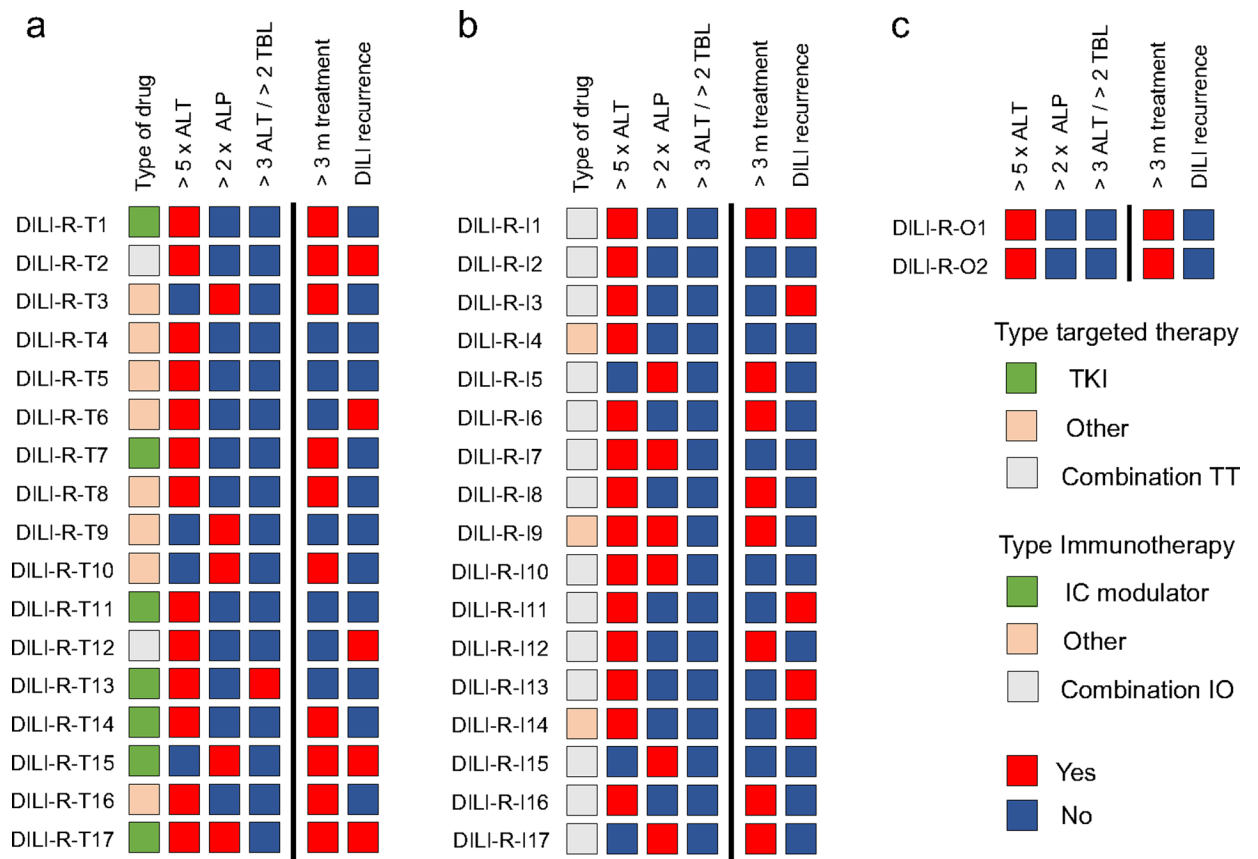 a
Type of drug
> 5 x ALT
> 2 x ALP
> 3 ALT / > 2 TBL
> 3 m treatment
DILI recurrence
DILI-R-T1
DILI-R-T2
DILI-R-T3
DILI-R-T4
DILI-R-T5
DILI-R-T6
DILI-R-T7
DILI-R-T8
DILI-R-T9
DILI-R-T10
DILI-R-T11
DILI-R-T12
DILI-R-T13
DILI-R-T14
DILI-R-T15
DILI-R-T16
DILI-R-T17
b
Type of drug
> 5 x ALT
> 2 x ALP
> 3 ALT / > 2 TBL
> 3 m treatment
DILI recurrence
DILI-R-I1
DILI-R-I2
DILI-R-I3
DILI-R-I4
DILI-R-I5
DILI-R-I6
DILI-R-I7
DILI-R-I8
DILI-R-I9
DILI-R-I10
DILI-R-I11
DILI-R-I12
DILI-R-I13
DILI-R-I14
DILI-R-I15
DILI-R-I16
DILI-R-I17
c
> 5 x ALT
> 2 x ALP
> 3 ALT / > 2 TBL
> 3 m treatment
DILI recurrence
DILI-R-O1
DILI-R-O2
Type targeted therapy
TKI
Other
Combination TT
Type Immunotherapy
IC modulator
Other
Combination IO
Yes
No